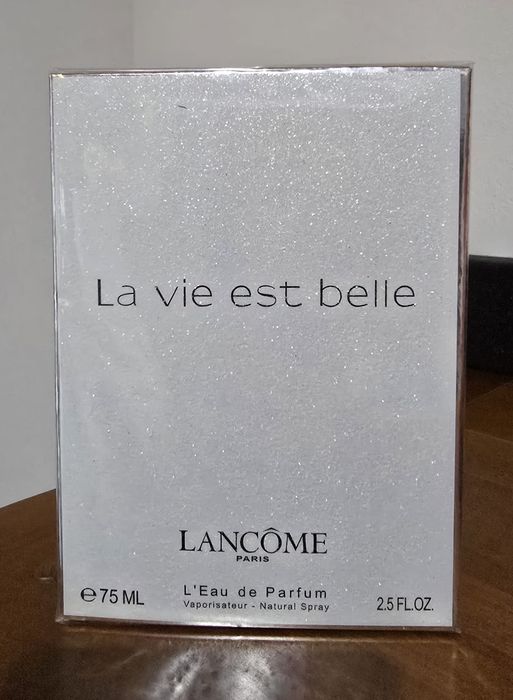 La vie est belle
LANCÔME
PARIS
℮75 ML L'Eau de Parfum 2.5 FL.OZ.
Vaporisateur - Natural Spray